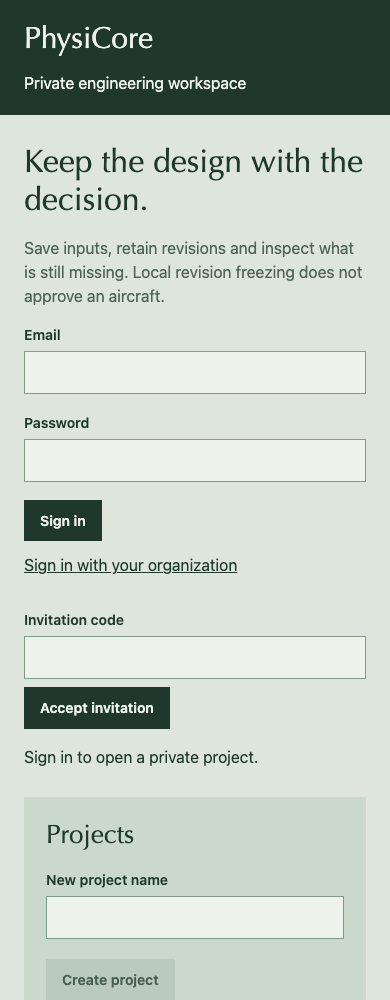 PhysiCore
Private engineering workspace
Keep the design with the
decision.
Save inputs, retain revisions and inspect what
is still missing. Local revision freezing does not
approve an aircraft.
Email
Password
Sign in
Sign in with your organization
Invitation code
Accept invitation
Sign in to open a private project.
Projects
New project name
Create project